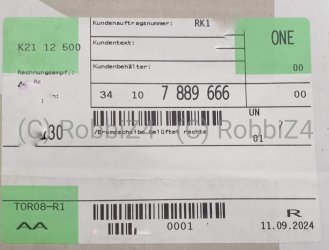 Kundenauftragsnummer: RK1
ONE
K21 12 500
Kundentext:
Rechnungsempf.:
Ro
Kundenbehälter:
00
34 10 7 889 666 00
UN
(C) RobbiZ4 (C) RobbiZ4
130
/Bremsscheibe belüftet rechts
01
TOR08-R1
AA
0001
R
11.09.2024